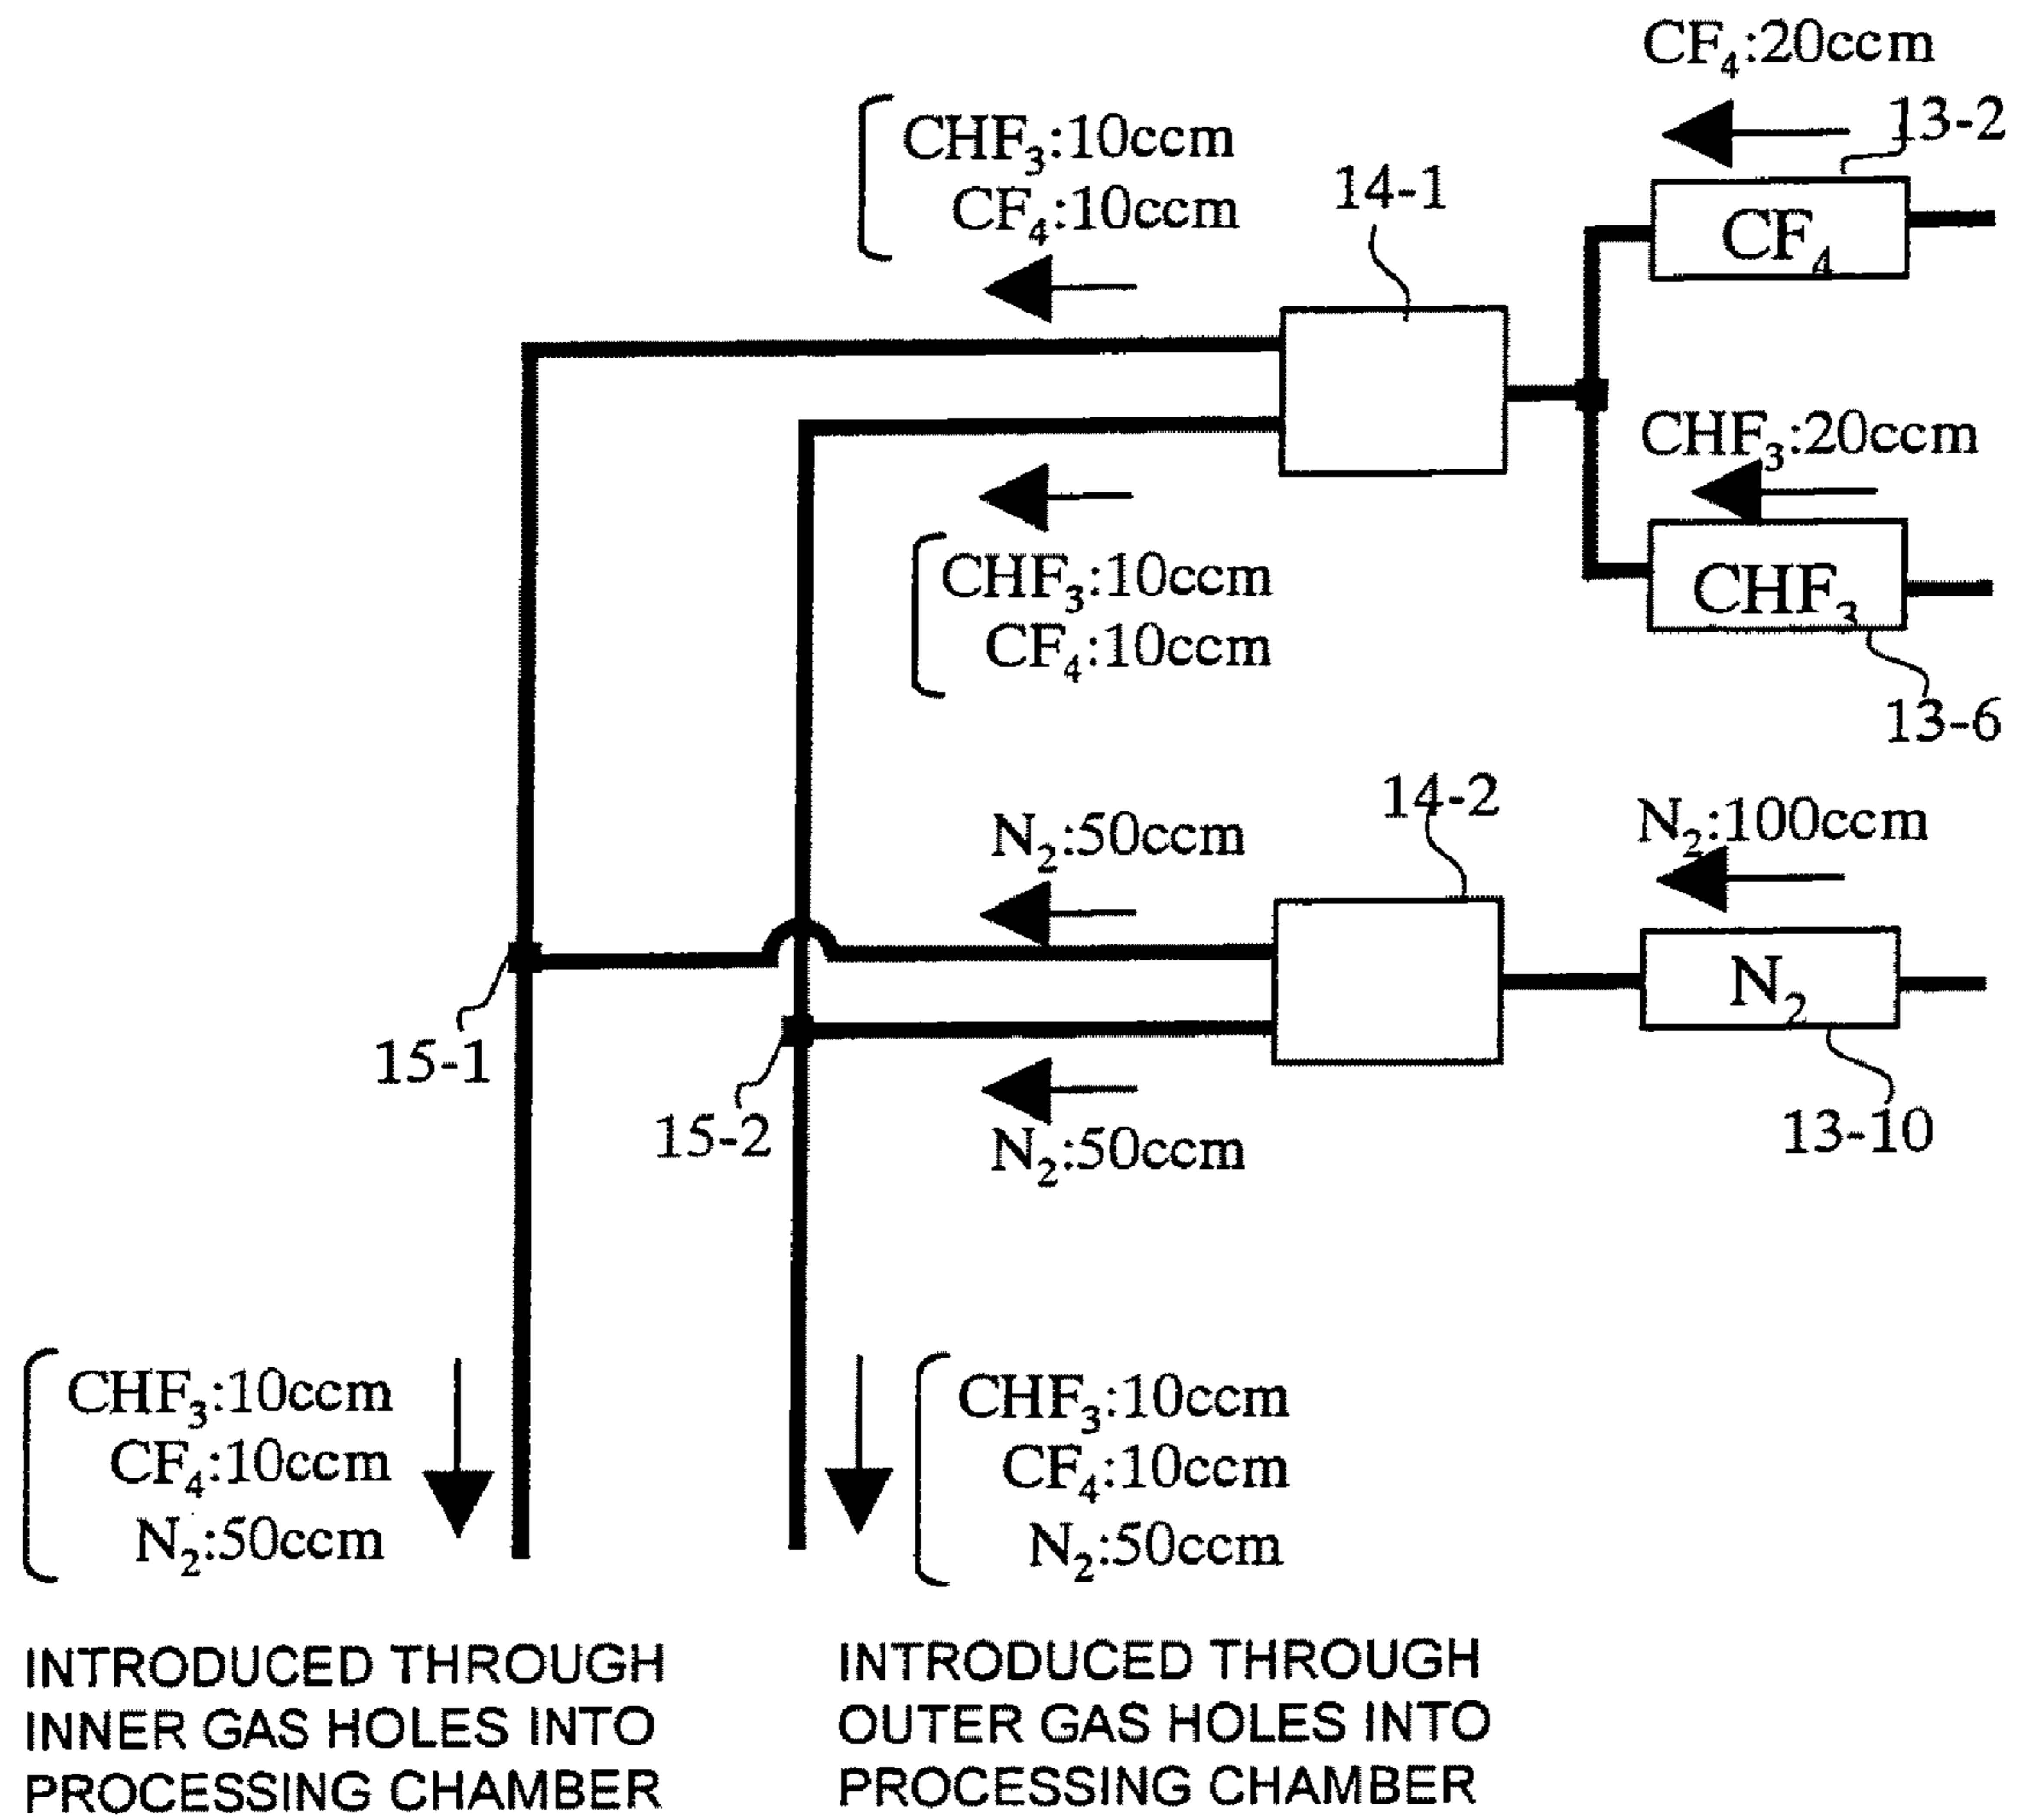 CF4:20ccm
13-2
CHF3:10ccm
CF4:10ccm
14-1
CF4
CHF3:20ccm
CHF3
13-6
CHF3:10ccm
CF4:10ccm
14-2
N2:50ccm
N2:100ccm
N2
13-10
15-1
15-2
N2:50ccm
CHF3:10ccm
CF4:10ccm
N2:50ccm
CHF3:10ccm
CF4:10ccm
N2:50ccm
INTRODUCED THROUGH
INNER GAS HOLES INTO
PROCESSING CHAMBER
INTRODUCED THROUGH
OUTER GAS HOLES INTO
PROCESSING CHAMBER